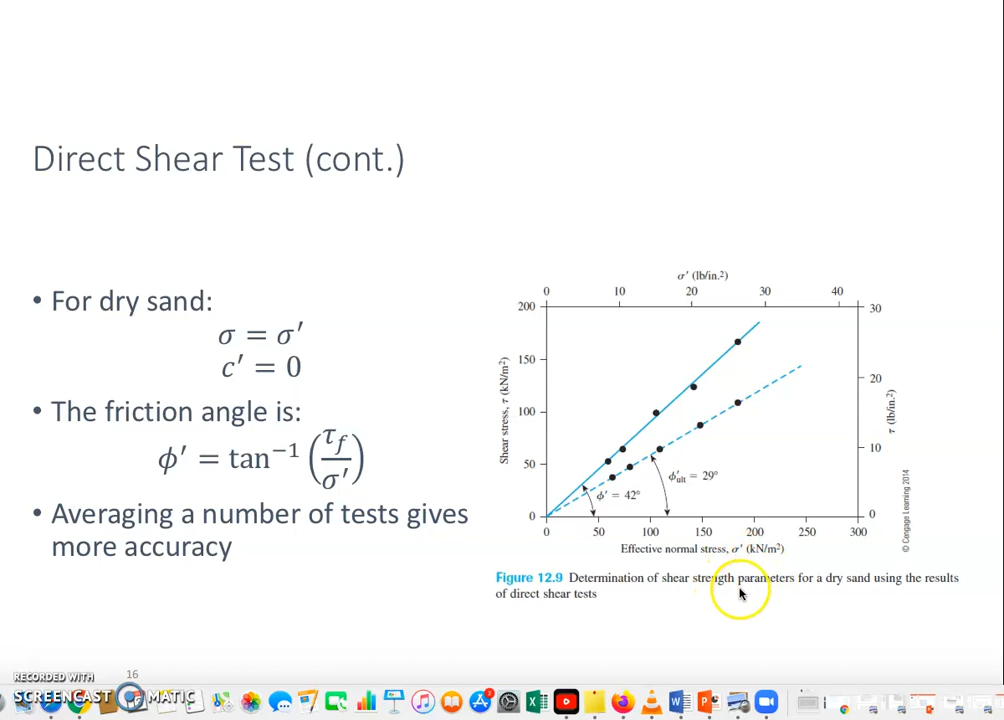 Direct Shear Test (cont.)
• For dry sand:
σ = σ′
c′ = 0
• The friction angle is:
ϕ′ = tan⁻¹ (τf/σ′)
• Averaging a number of tests gives
more accuracy
σ′ (lb/in.²)
0 10 20 30 40
200
150
100
50
0
Shear stress, τ (kN/m²)
30
20
10
0
τ (lb/in.²)
ϕ′ = 42°
ϕ′ult = 29°
0 50 100 150 200 250 300
Effective normal stress, σ′ (kN/m²)
© Cengage Learning 2014
Figure 12.9 Determination of shear strength parameters for a dry sand using the results
of direct shear tests
16
RECORDED WITH
SCREENCAST MATIC